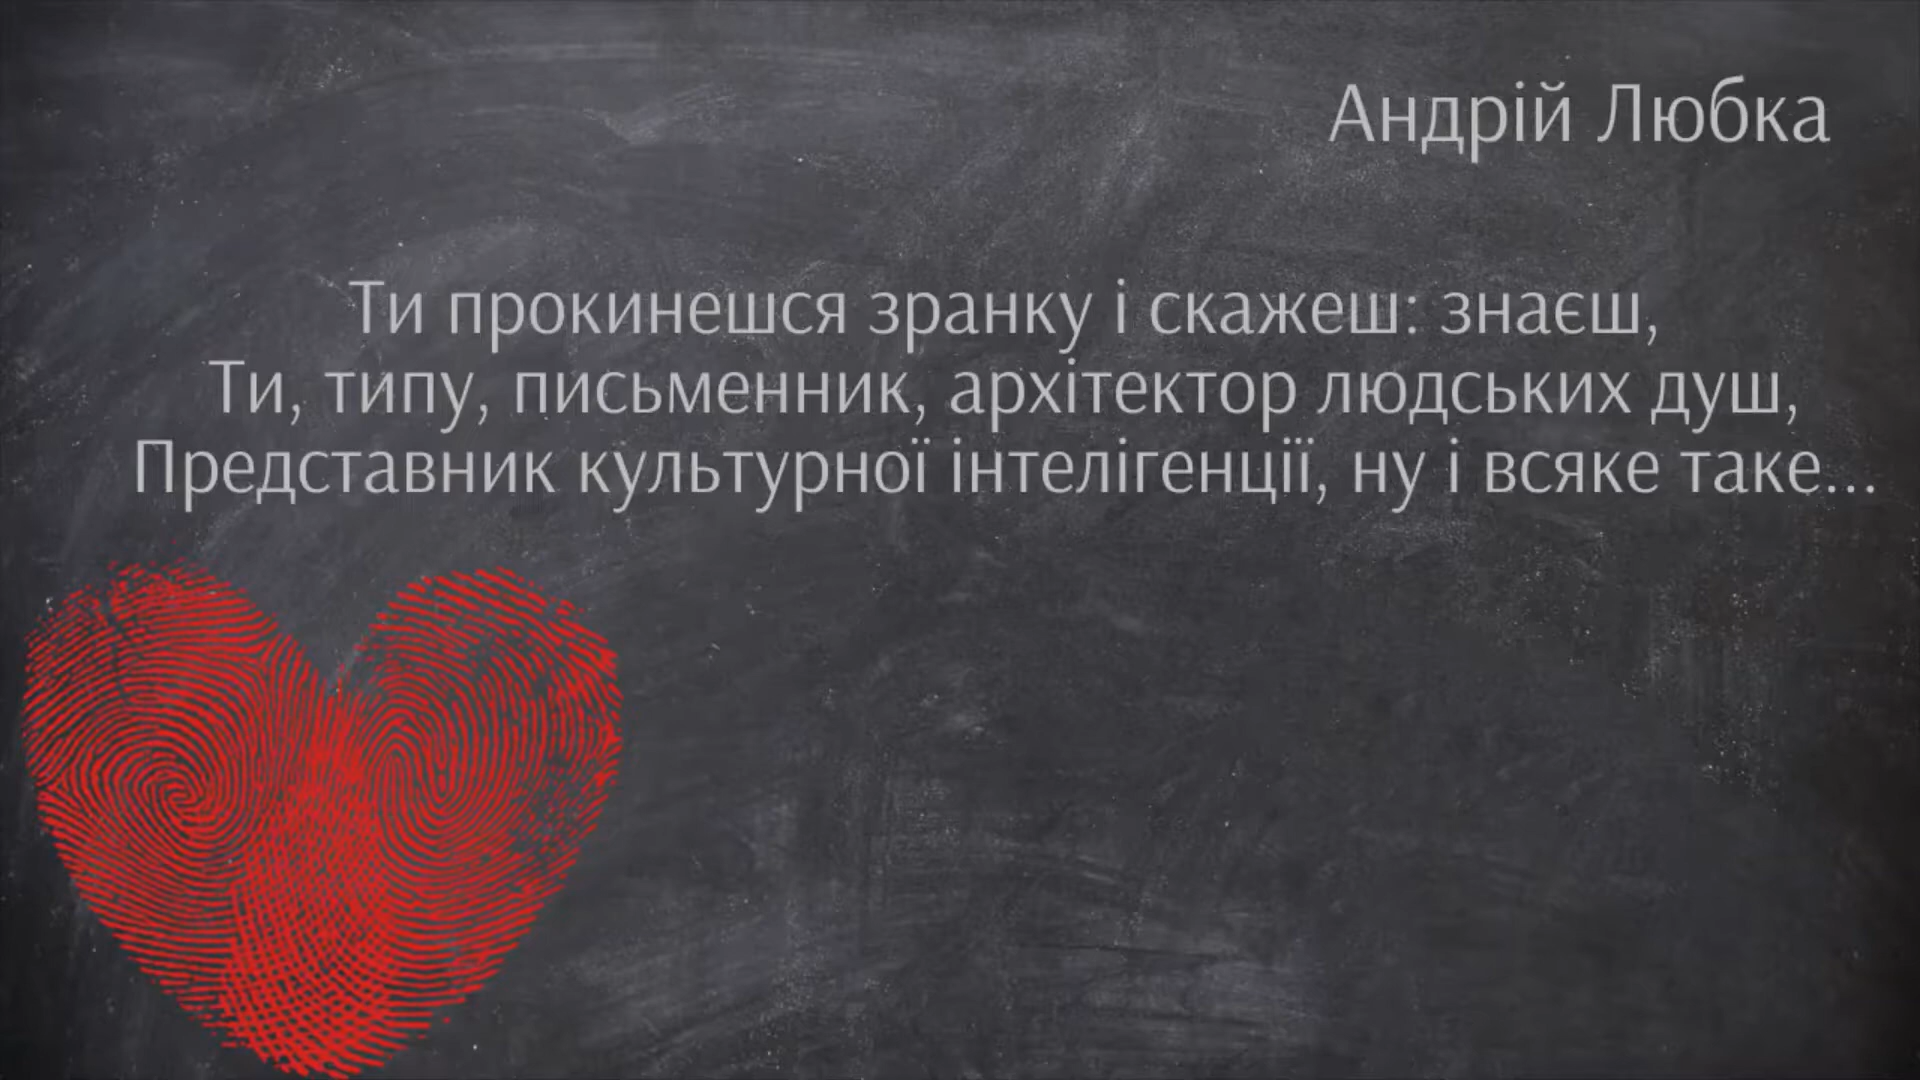 Андрій Любка
Ти прокинешся зранку і скажеш: знаєш,
Ти, типу, письменник, архітектор людських душ,
Представник культурної інтелігенції, ну і всяке таке...